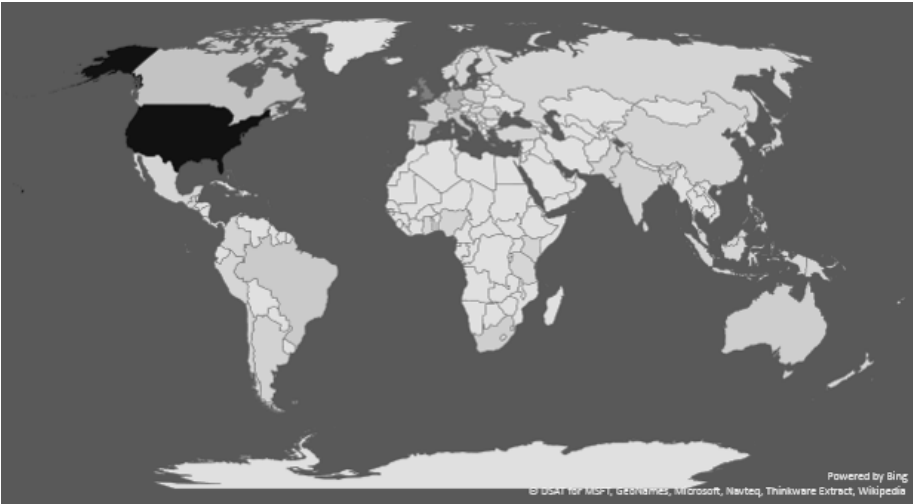 Powered by Bing
© DSAT for MSFT, GeoNames, Microsoft, Navteq, Thinkware Extract, Wikipedia